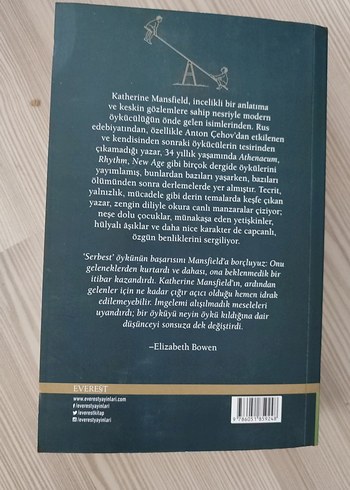 Katherine Mansfield, incelikli bir anlatıma
ve keskin gözlemlere sahip nesriyle modern
öykücülüğün önde gelen isimlerinden. Rus
edebiyatından, özellikle Anton Çehov'dan etkilenen
ve kendisinden sonraki öykücülerin tesirinden
çıkamadığı yazar, 34 yıllık yaşamında Athenaeum,
Rhythm, New Age gibi birçok dergide öykülerini
yayımlamış, bunlardan bazıları yaşarken, bazıları
ölümünden sonra derlemelerde yer almıştır. Tecrit,
yalnızlık, mücadele gibi derin temalarda keşfe çıkan
yazar, zengin diliyle okura canlı manzaralar çiziyor;
neşe dolu çocuklar, münakaşa eden yetişkinler,
hülyalı âşıklar ve daha nice karakter de capcanlı,
özgün benliklerini sergiliyor.
'Serbest' öykünün başarısını Mansfield'a borçluyuz: Onu
geleneklerden kurtardı ve dahası, ona beklenmedik bir
itibar kazandırdı. Katherine Mansfield'ın, ardından
gelenler için ne kadar çığır açıcı olduğu hemen idrak
edilemeyebilir. İmgelemi alışılmadık meseleleri
uyandırdı; bir öyküyü neyin öykü kıldığına dair
düşünceyi sonsuza dek değiştirdi.
–Elizabeth Bowen
EVEREST
www.everestyayinlari.com
/everestyayinlari
/everestkitap
/everestyayinlari
9 786051 859248